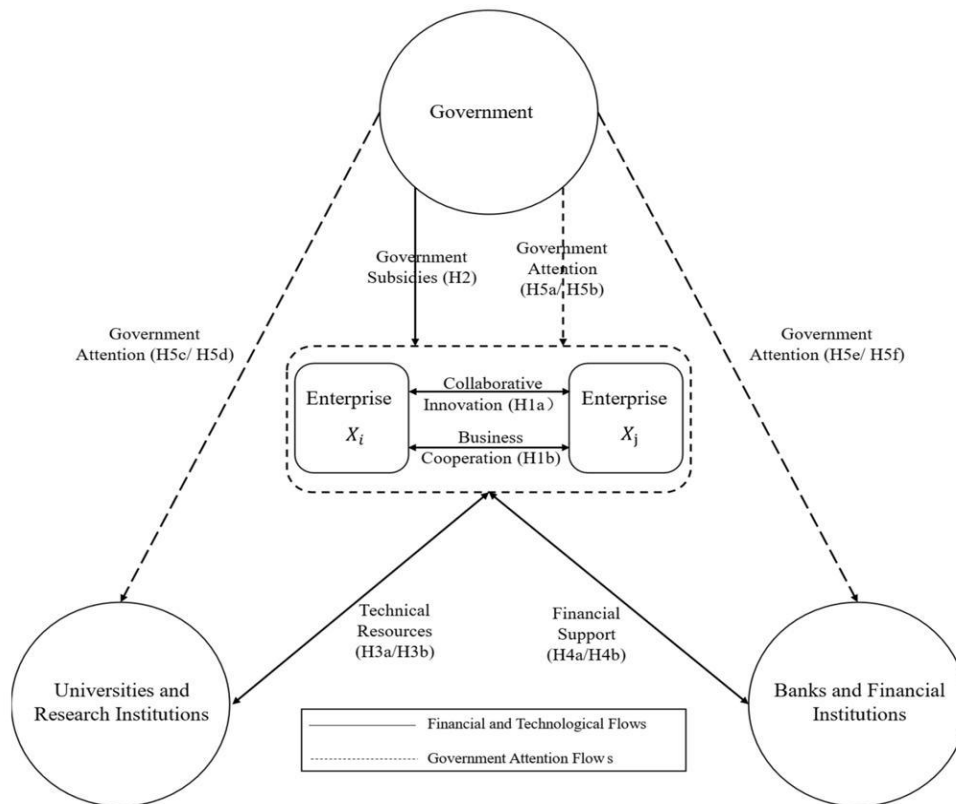 Government
Government
Subsidies (H2)
Government
Attention
(H5a/ H5b)
Government
Attention (H5c/ H5d)
Government
Attention (H5e/ H5f)
Enterprise
X_i
Collaborative
Innovation (H1a）
Business
Cooperation (H1b)
Enterprise
X_j
Technical
Resources
(H3a/H3b)
Financial
Support
(H4a/H4b)
Universities and
Research Institutions
Banks and Financial
Institutions
Financial and Technological Flows
Government Attention Flows